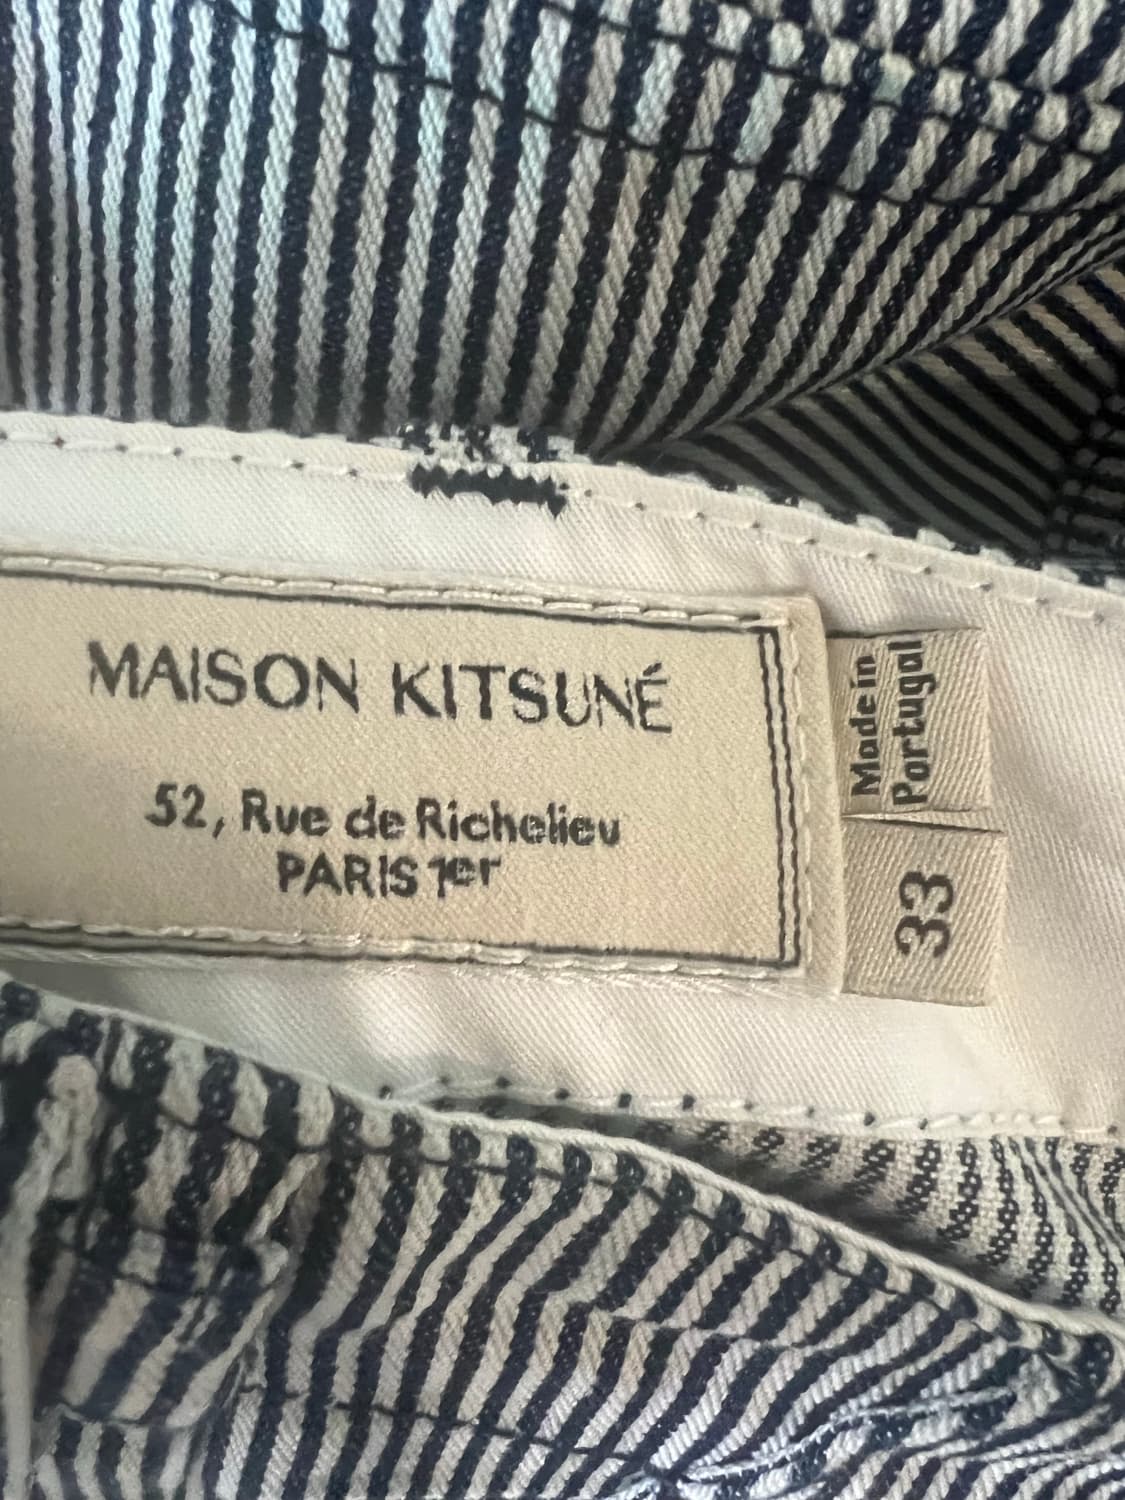 MAISON KITSUNÉ
52, Rue de Richelieu
PARIS 1er
Made in
Portugal
33